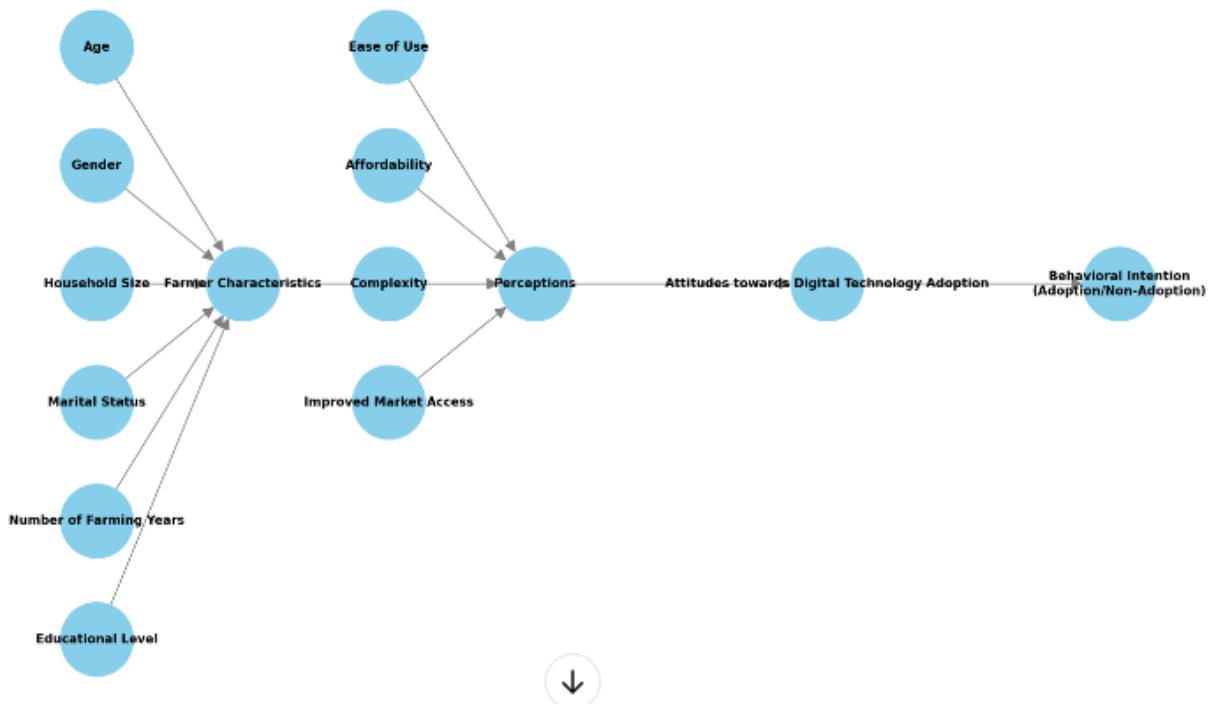 Age
Ease of Use
Gender
Affordability
Household Size
Farmer Characteristics
Complexity
Perceptions
Attitudes towards Digital Technology Adoption
Behavioral Intention
(Adoption/Non-Adoption)
Marital Status
Improved Market Access
Number of Farming Years
Educational Level